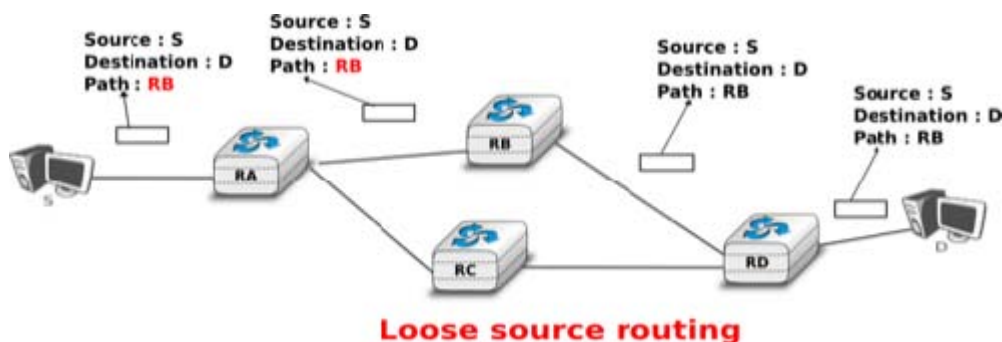 Source : S
Destination : D
Path : RB
Source : S
Destination : D
Path : RB
Source : S
Destination : D
Path : RB
Source : S
Destination : D
Path : RB
RA
RB
RC
RD
S
D
Loose source routing